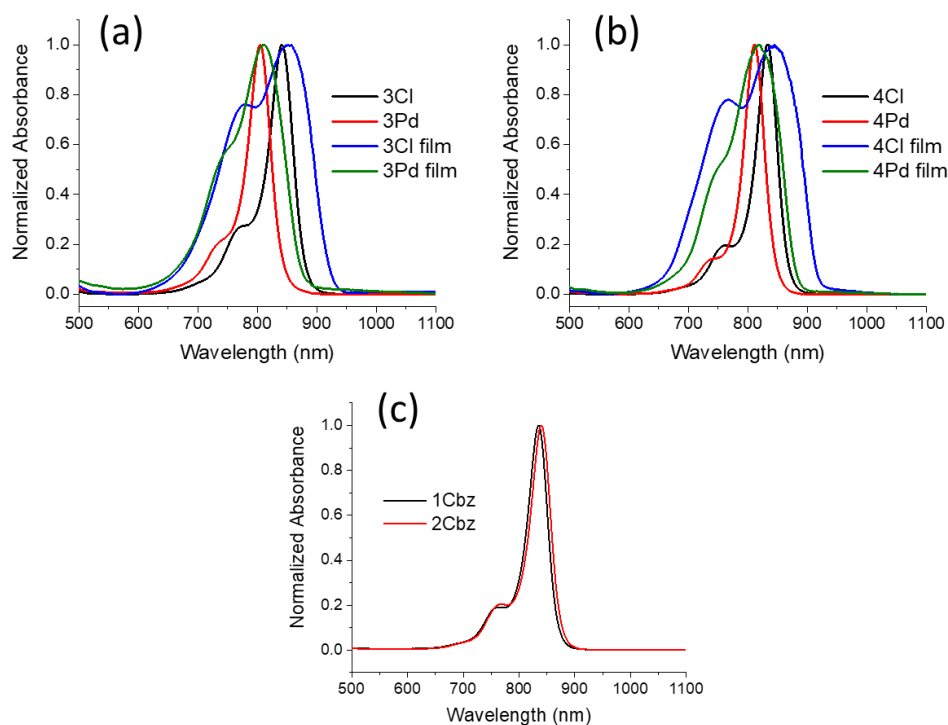 (a)
Normalized Absorbance
1.0
0.8
0.6
0.4
0.2
0.0
3Cl
3Pd
3Cl film
3Pd film
500 600 700 800 900 1000 1100
Wavelength (nm)
(b)
Normalized Absorbance
1.0
0.8
0.6
0.4
0.2
0.0
4Cl
4Pd
4Cl film
4Pd film
500 600 700 800 900 1000 1100
Wavelength (nm)
(c)
Normalized Absorbance
1.0
0.8
0.6
0.4
0.2
0.0
1Cbz
2Cbz
500 600 700 800 900 1000 1100
Wavelength (nm)